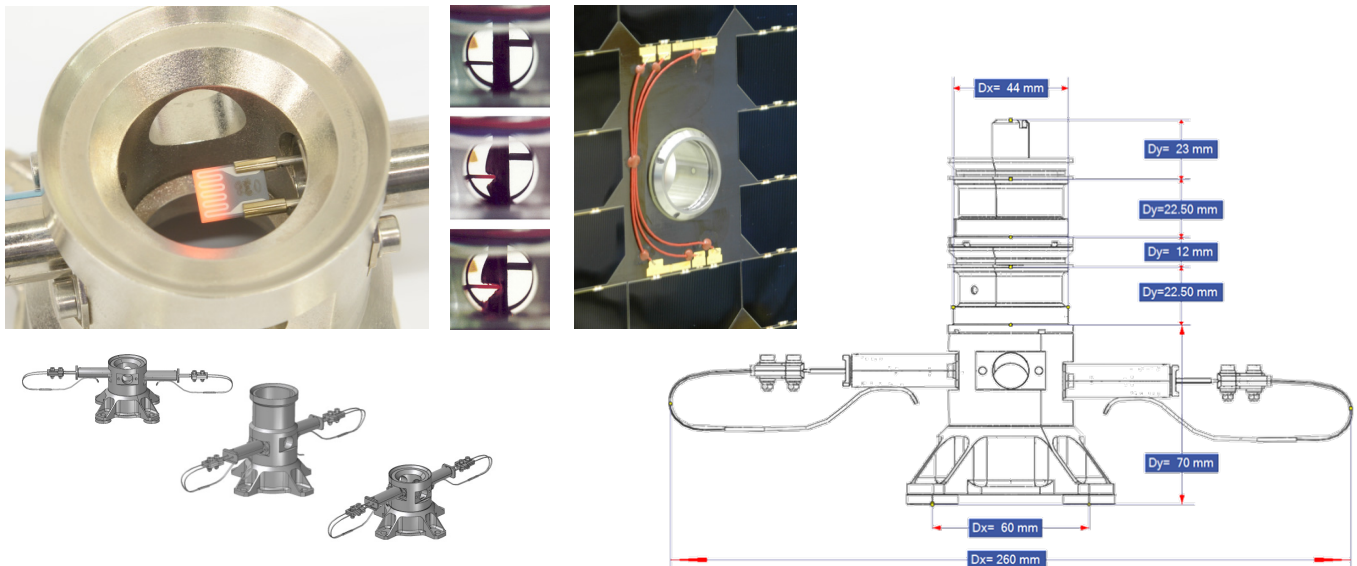 Dx= 44 mm
Dy= 23 mm
Dy=22.50 mm
Dy= 12 mm
Dy=22.50 mm
Dy= 70 mm
Dx= 60 mm
Dx= 260 mm